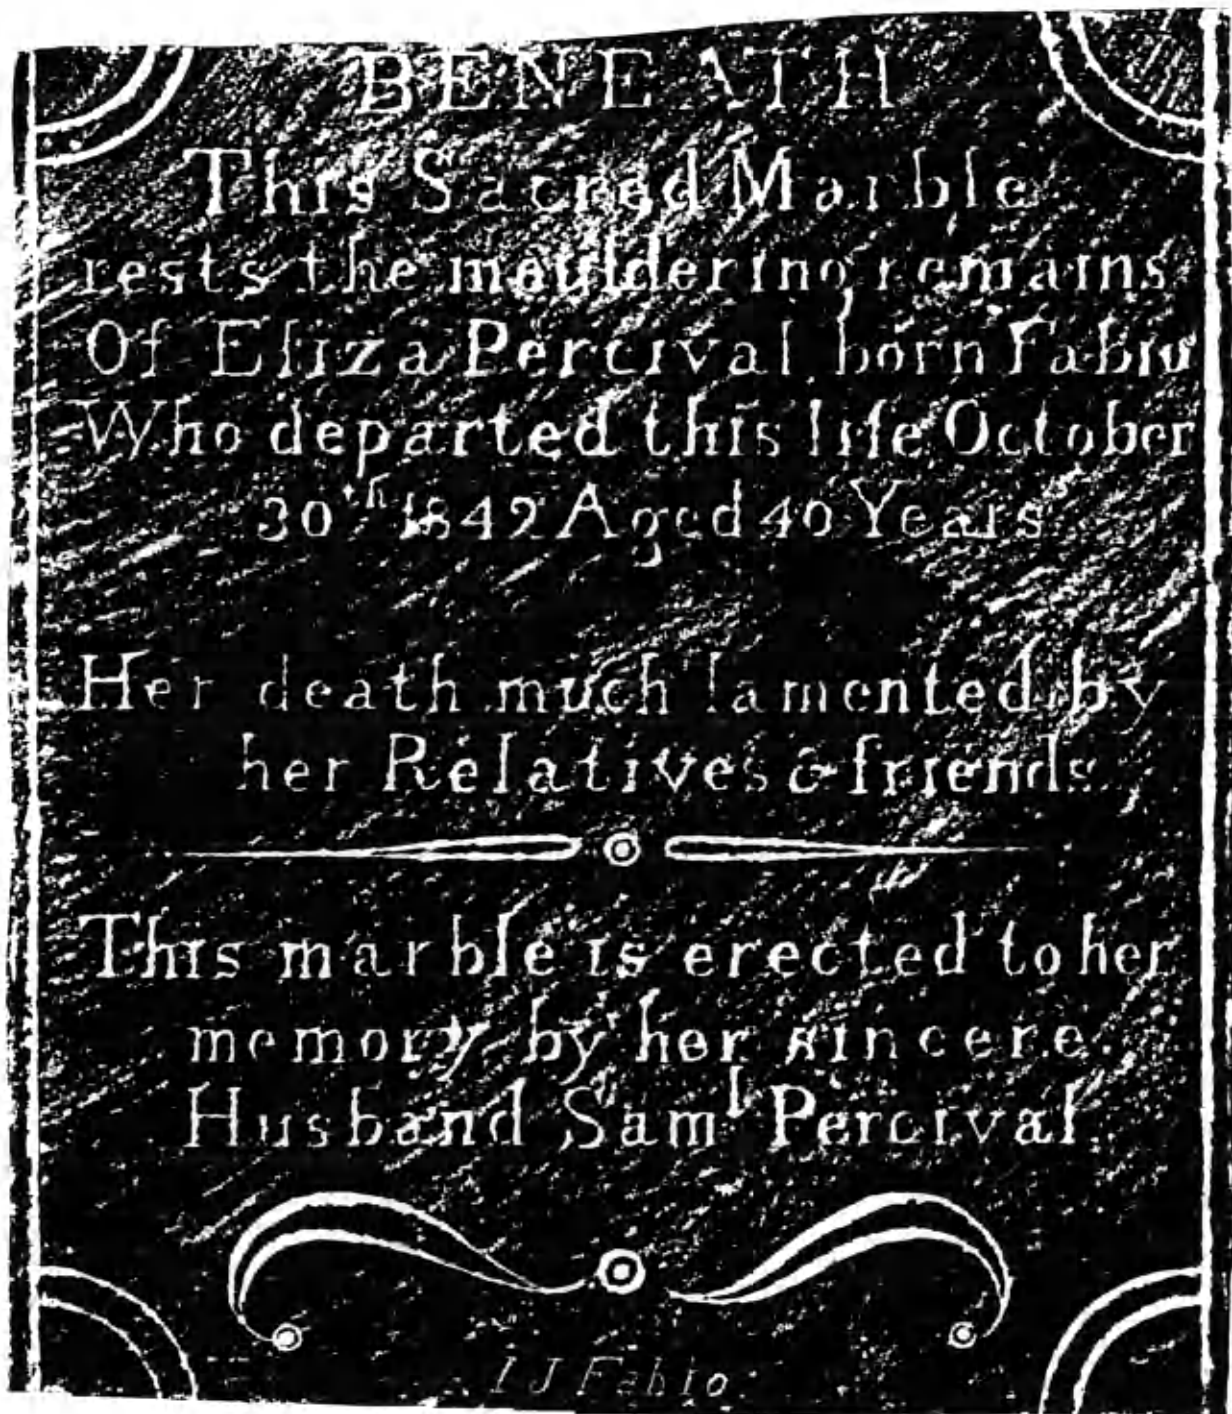 BENEATH
This Sacred Marble
rests the mouldering remains
Of Eliza Percival born Fabio
Who departed this life October
30th 1842 Aged 40 Years
Her death much lamented by
her Relatives & friends
This marble is erected to her
memory by her sincere
Husband Saml Percival
I J Fabio